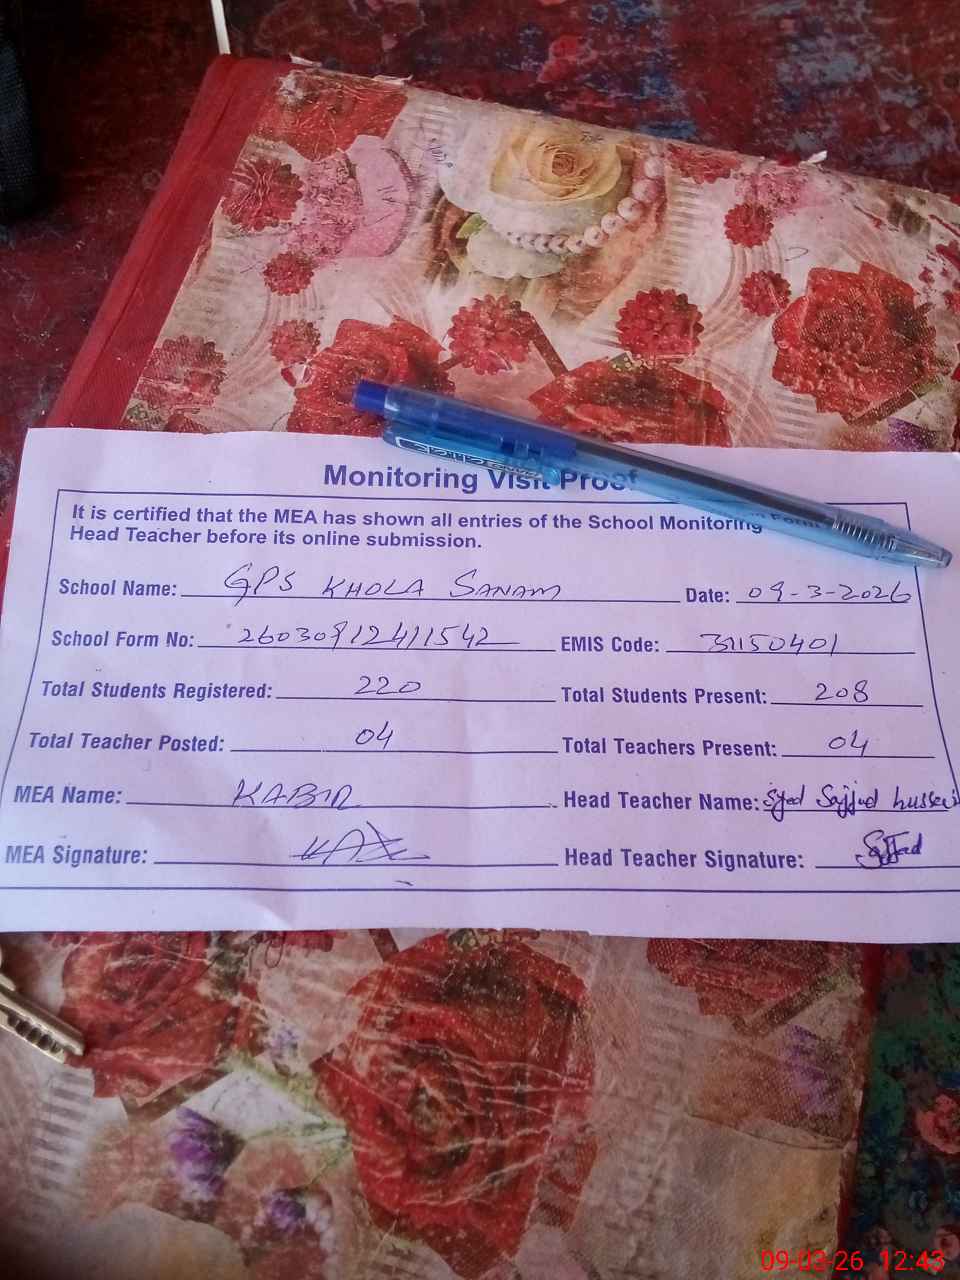 Monitoring Visit Proof
It is certified that the MEA has shown all entries of the School Monitoring Form
Head Teacher before its online submission.
School Name: GPS KHOLA SANAM Date: 09-3-2026
School Form No: 26030912411542 EMIS Code: 31150401
Total Students Registered: 220 Total Students Present: 208
Total Teacher Posted: 04 Total Teachers Present: 04
MEA Name: KABIR Head Teacher Name: Syed Sajjad hussain
MEA Signature: Head Teacher Signature: Sajjad
09-03-26 12:43